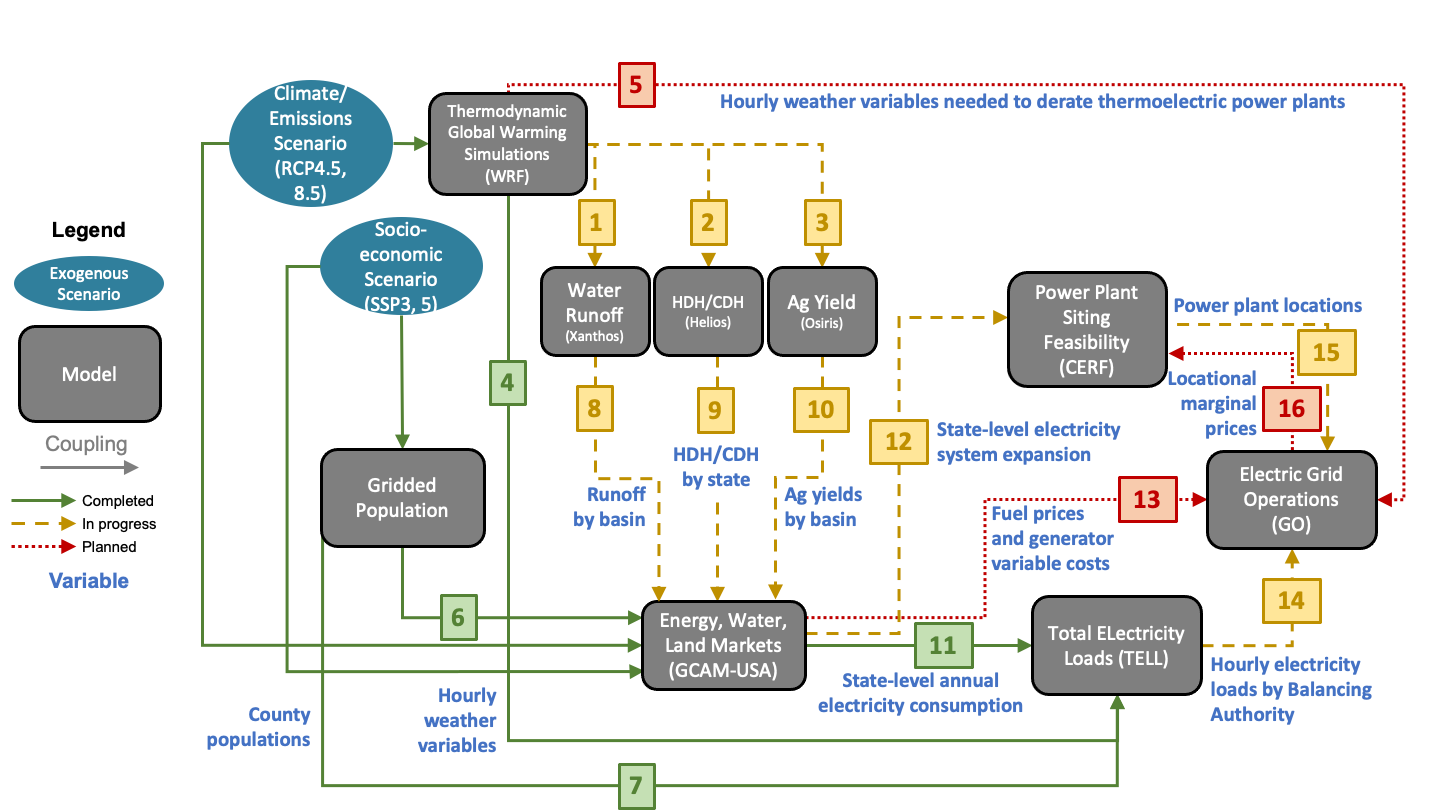 5
Hourly weather variables needed to derate thermoelectric power plants
Climate/
Emissions
Scenario
(RCP4.5,
8.5)
Thermodynamic
Global Warming
Simulations
(WRF)
Legend
Exogenous
Scenario
Model
Coupling
Completed
In progress
Planned
Variable
Socio-
economic
Scenario
(SSP3, 5)
1
2
3
Water
Runoff
(Xanthos)
HDH/CDH
(Helios)
Ag Yield
(Osiris)
Power Plant
Siting
Feasibility
(CERF)
Power plant locations
15
4
8
9
10
Locational
marginal
prices
16
12
State-level electricity
system expansion
HDH/CDH
by state
Runoff
by basin
Ag yields
by basin
Gridded
Population
13
Fuel prices
and generator
variable costs
Electric Grid
Operations
(GO)
14
6
Energy, Water,
Land Markets
(GCAM-USA)
11
State-level annual
electricity consumption
Total ELectricity
Loads (TELL)
Hourly electricity
loads by Balancing
Authority
County
populations
Hourly
weather
variables
7